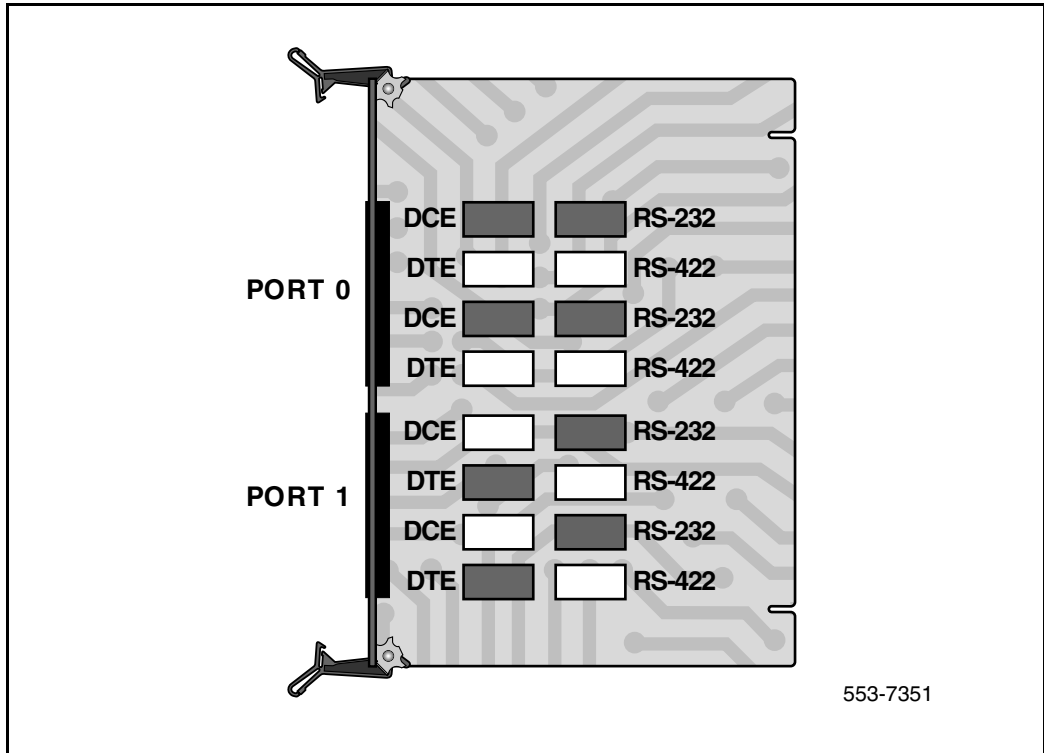 DCE RS-232
DTE RS-422
PORT 0
DCE RS-232
DTE RS-422
DCE RS-232
DTE RS-422
PORT 1
DCE RS-232
DTE RS-422
553-7351